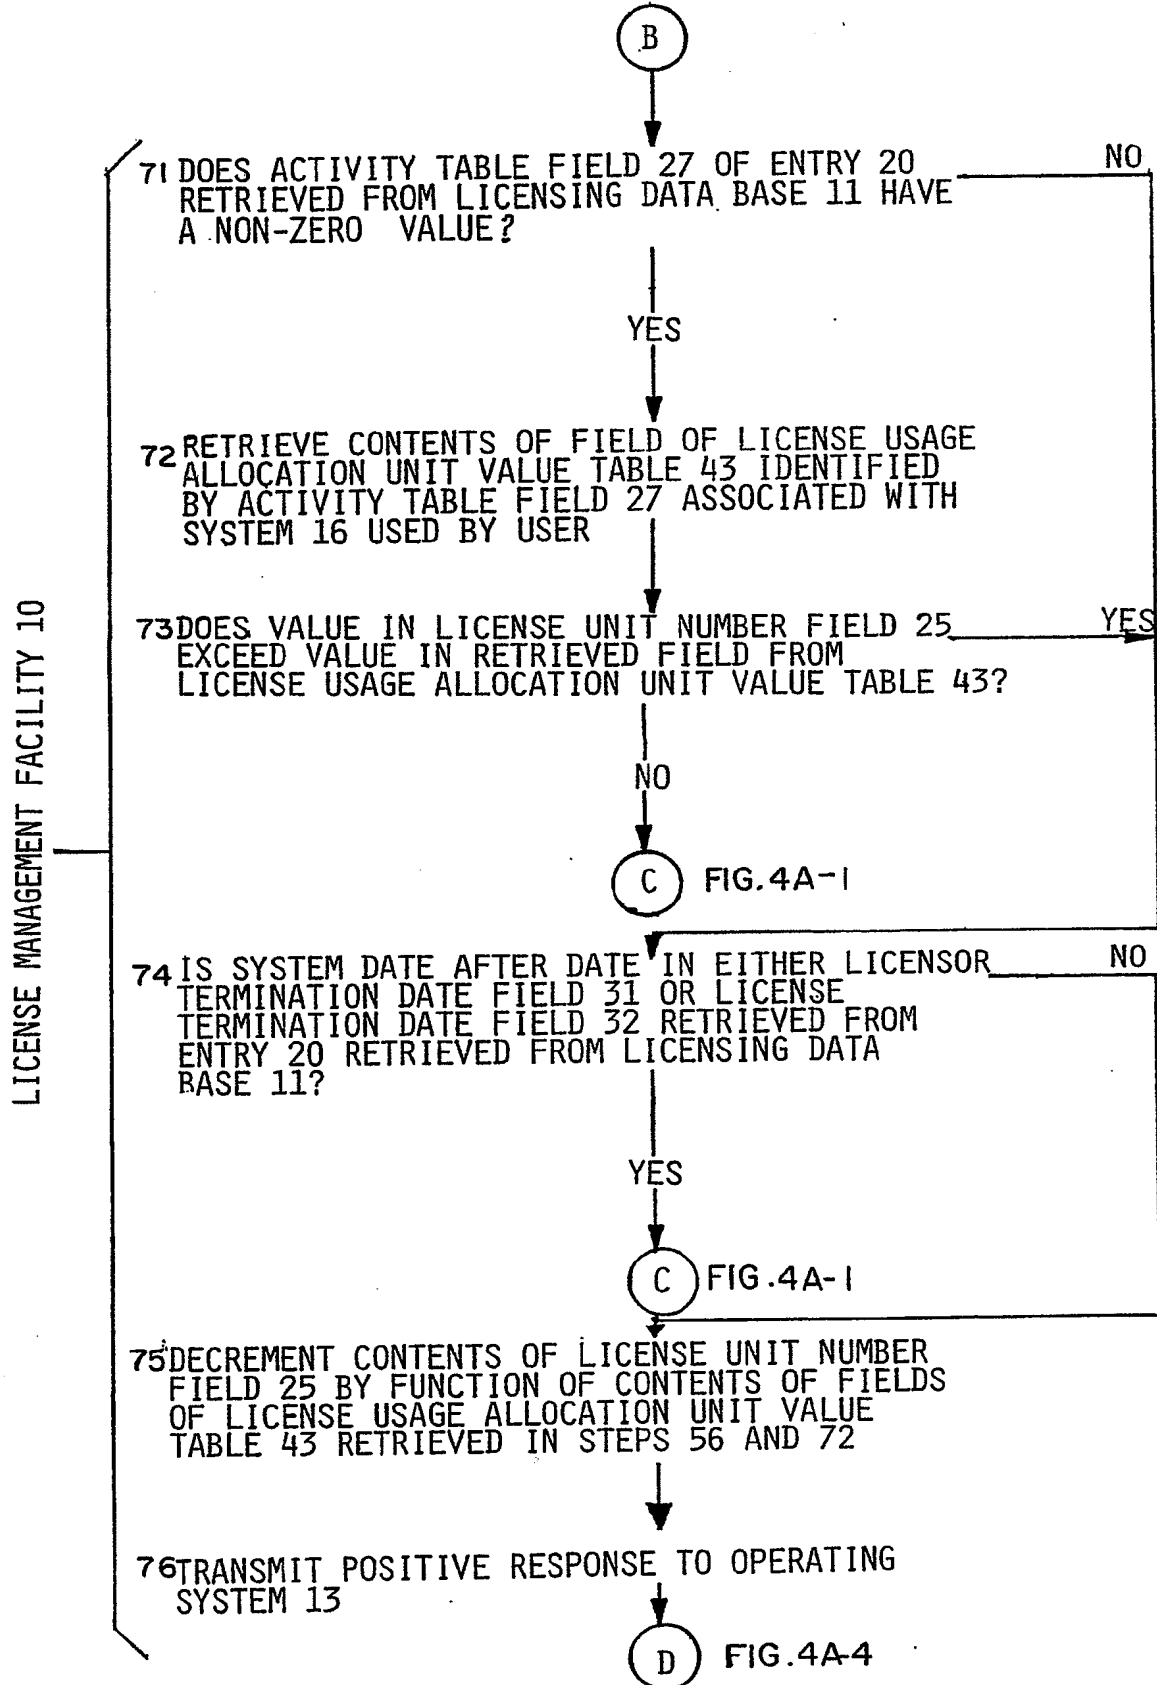 B
71 DOES ACTIVITY TABLE FIELD 27 OF ENTRY 20
NO
RETRIEVED FROM LICENSING DATA BASE 11 HAVE
A NON-ZERO VALUE?
YES
72 RETRIEVE CONTENTS OF FIELD OF LICENSE USAGE
ALLOCATION UNIT VALUE TABLE 43 IDENTIFIED
BY ACTIVITY TABLE FIELD 27 ASSOCIATED WITH
SYSTEM 16 USED BY USER
LICENSE MANAGEMENT FACILITY 10
73 DOES VALUE IN LICENSE UNIT NUMBER FIELD 25
YES
EXCEED VALUE IN RETRIEVED FIELD FROM
LICENSE USAGE ALLOCATION UNIT VALUE TABLE 43?
NO
C FIG.4A-1
74 IS SYSTEM DATE AFTER DATE IN EITHER LICENSOR
NO
TERMINATION DATE FIELD 31 OR LICENSE
TERMINATION DATE FIELD 32 RETRIEVED FROM
ENTRY 20 RETRIEVED FROM LICENSING DATA
BASE 11?
YES
C FIG.4A-1
75 DECREMENT CONTENTS OF LICENSE UNIT NUMBER
FIELD 25 BY FUNCTION OF CONTENTS OF FIELDS
OF LICENSE USAGE ALLOCATION UNIT VALUE
TABLE 43 RETRIEVED IN STEPS 56 AND 72
76 TRANSMIT POSITIVE RESPONSE TO OPERATING
SYSTEM 13
D FIG.4A-4